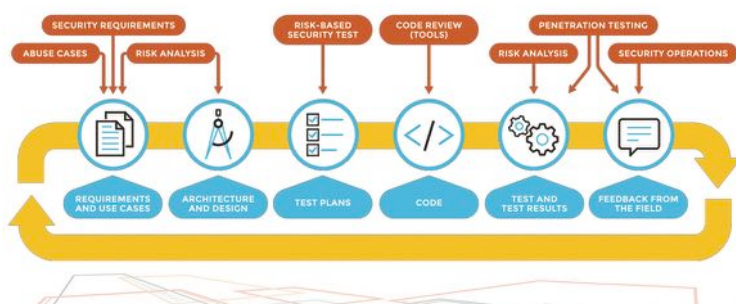 SECURITY REQUIREMENTS
ABUSE CASES
RISK ANALYSIS
RISK-BASED
SECURITY TEST
CODE REVIEW
(TOOLS)
PENETRATION TESTING
RISK ANALYSIS
SECURITY OPERATIONS
</>
REQUIREMENTS
AND USE CASES
ARCHITECTURE
AND DESIGN
TEST PLANS
CODE
TEST AND
TEST RESULTS
FEEDBACK FROM
THE FIELD